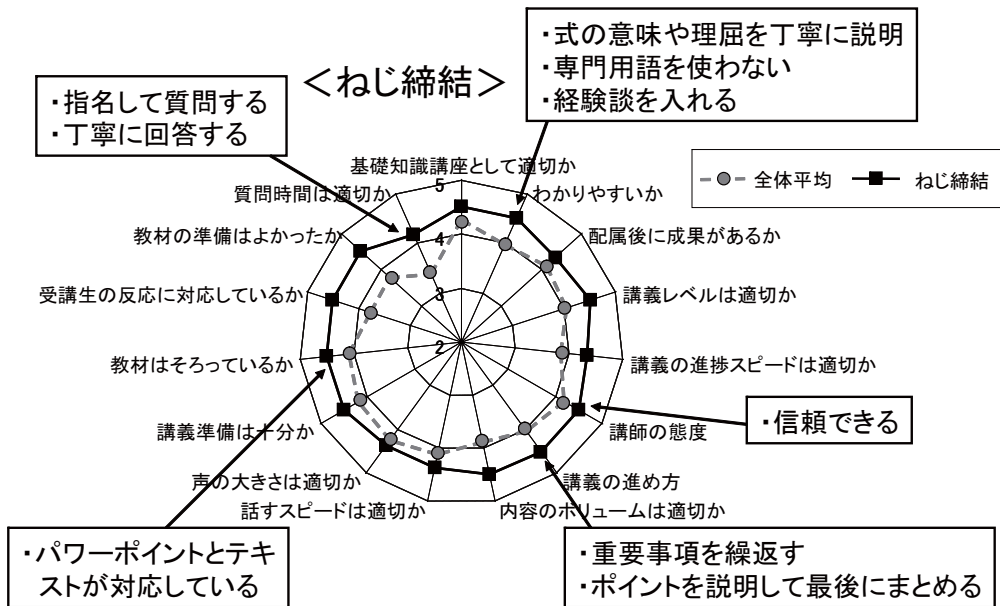 ・式の意味や理屈を丁寧に説明
・専門用語を使わない
・経験談を入れる
<ねじ締結>
・指名して質問する
・丁寧に回答する
基礎知識講座として適切か
わかりやすいか
配属後に成果があるか
講義レベルは適切か
講義の進捗スピードは適切か
講師の態度
講義の進め方
内容のボリュームは適切か
話すスピードは適切か
声の大きさは適切か
講義準備は十分か
教材はそろっているか
受講生の反応に対応しているか
教材の準備はよかったか
質問時間は適切か
5
4
3
2
全体平均
ねじ締結
・信頼できる
・パワーポイントとテキ
ストが対応している
・重要事項を繰返す
・ポイントを説明して最後にまとめる